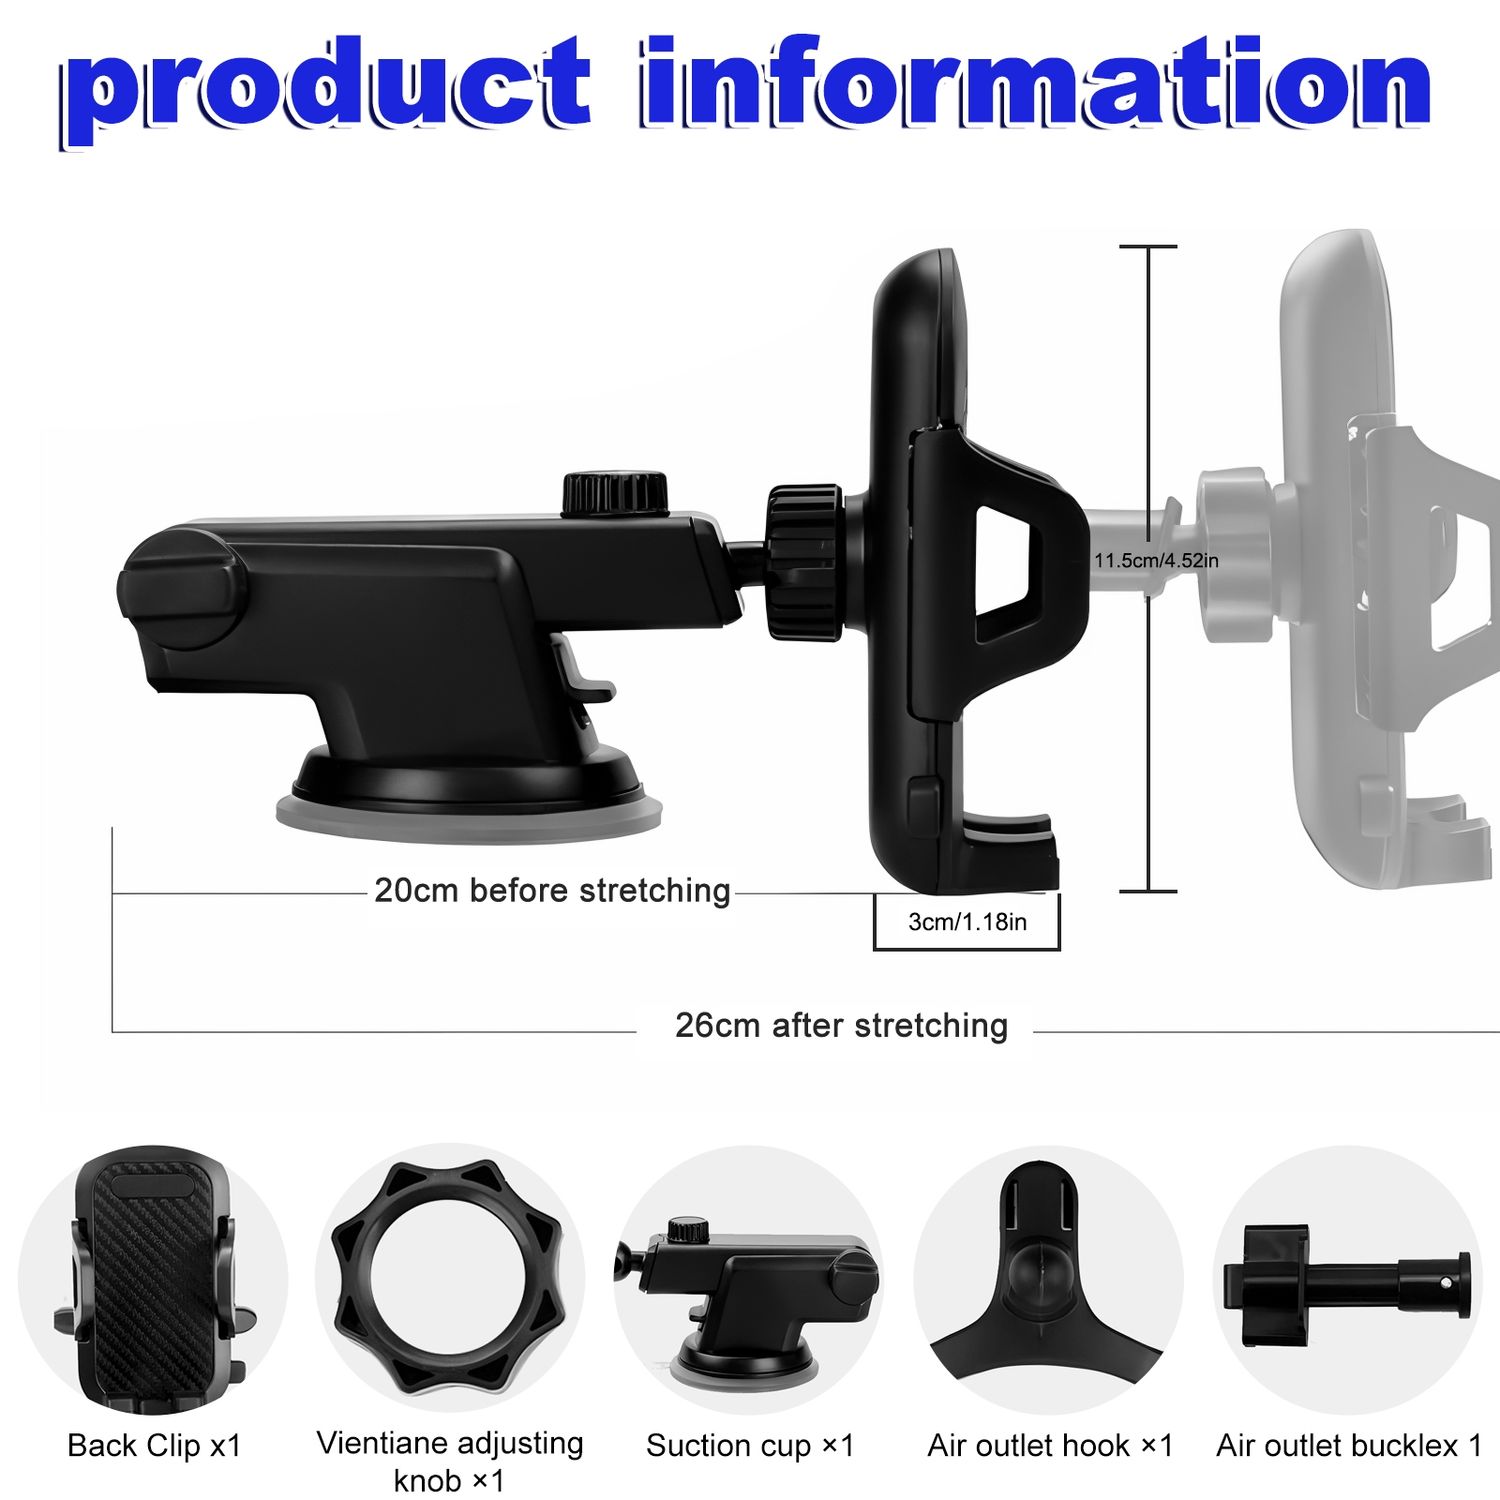 product information
11.5cm/4.52in
20cm before stretching
3cm/1.18in
26cm after stretching
Back Clip x1
Vientiane adjusting
knob ×1
Suction cup ×1
Air outlet hook ×1
Air outlet bucklex 1